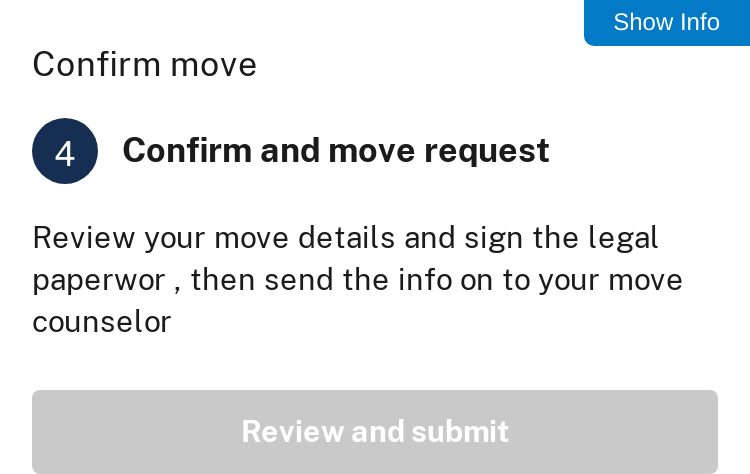 Show Info
Confirm move
4
Confirm and move request
Review your move details and sign the legal
paperwor , then send the info on to your move
counselor
Review and submit